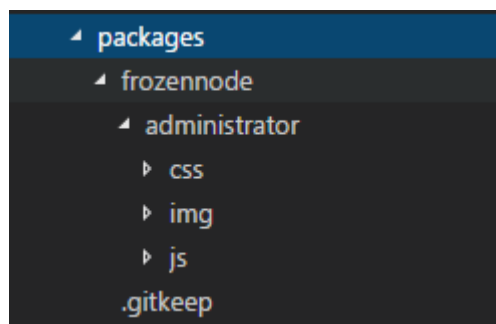 packages
frozennode
administrator
css
img
js
.gitkeep